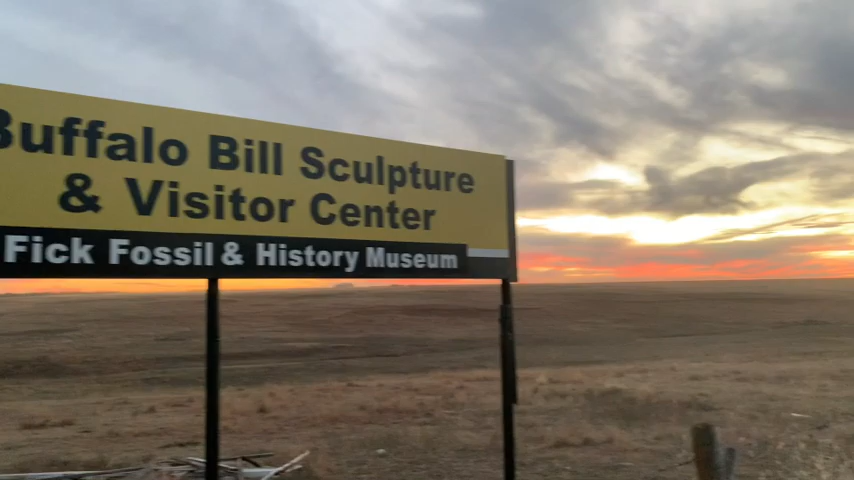 Buffalo Bill Sculpture
& Visitor Center
Fick Fossil & History Museum